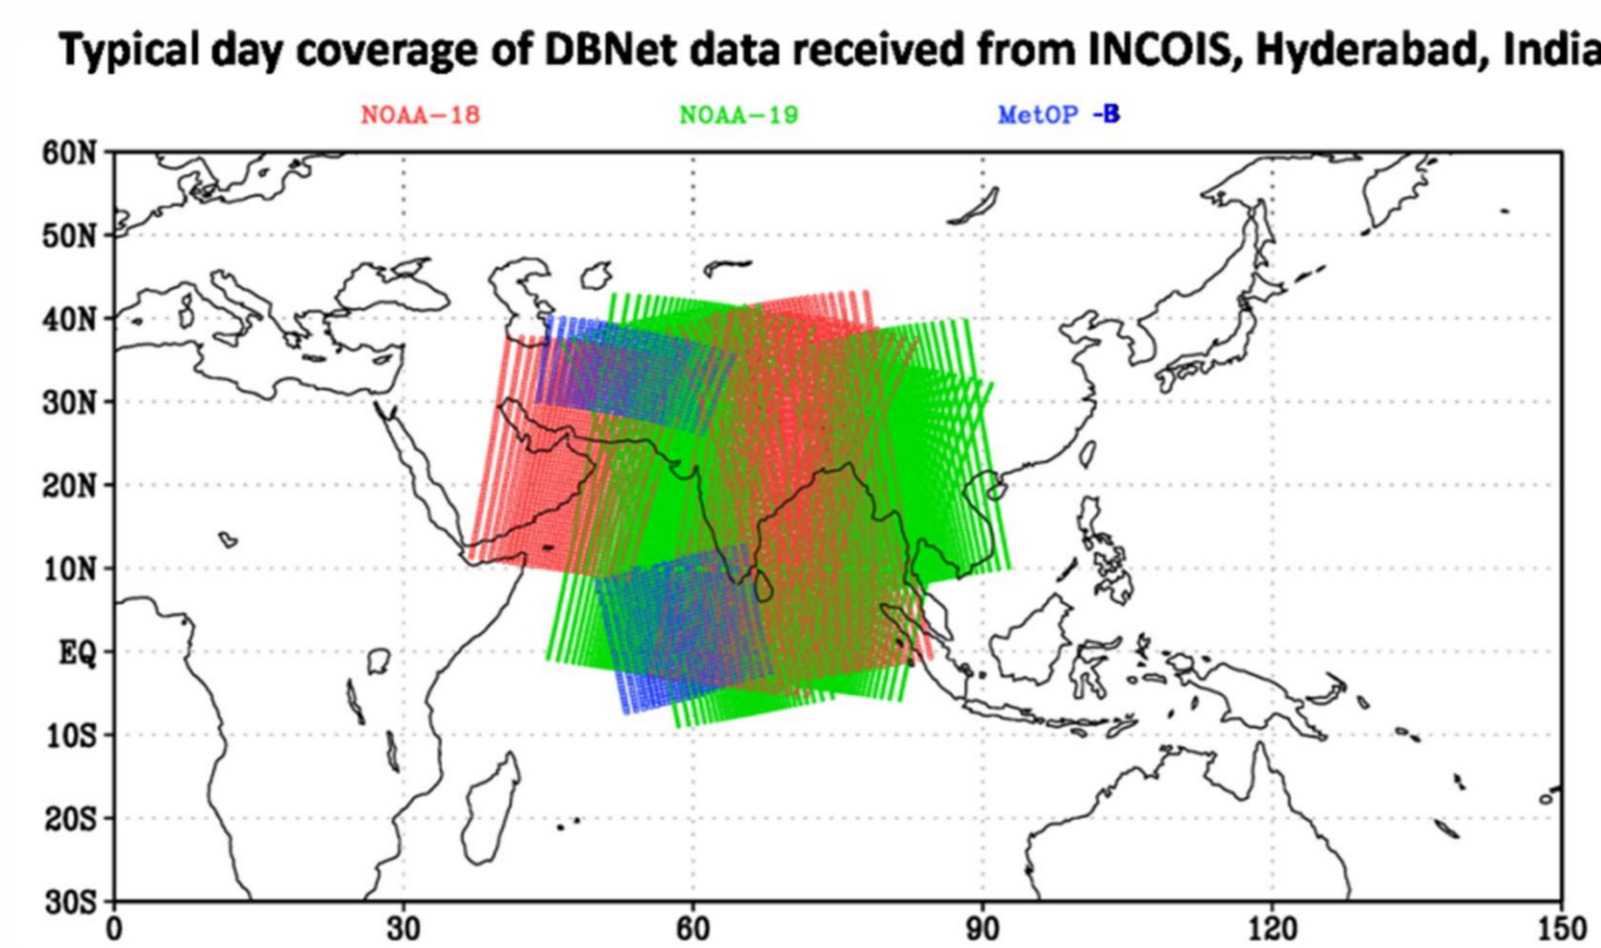 Typical day coverage of DBNet data received from INCOIS, Hyderabad, India
NOAA-18 NOAA-19 MetOP -B
60N
50N
40N
30N
20N
10N
EQ
10S
20S
30S
0 30 60 90 120 150